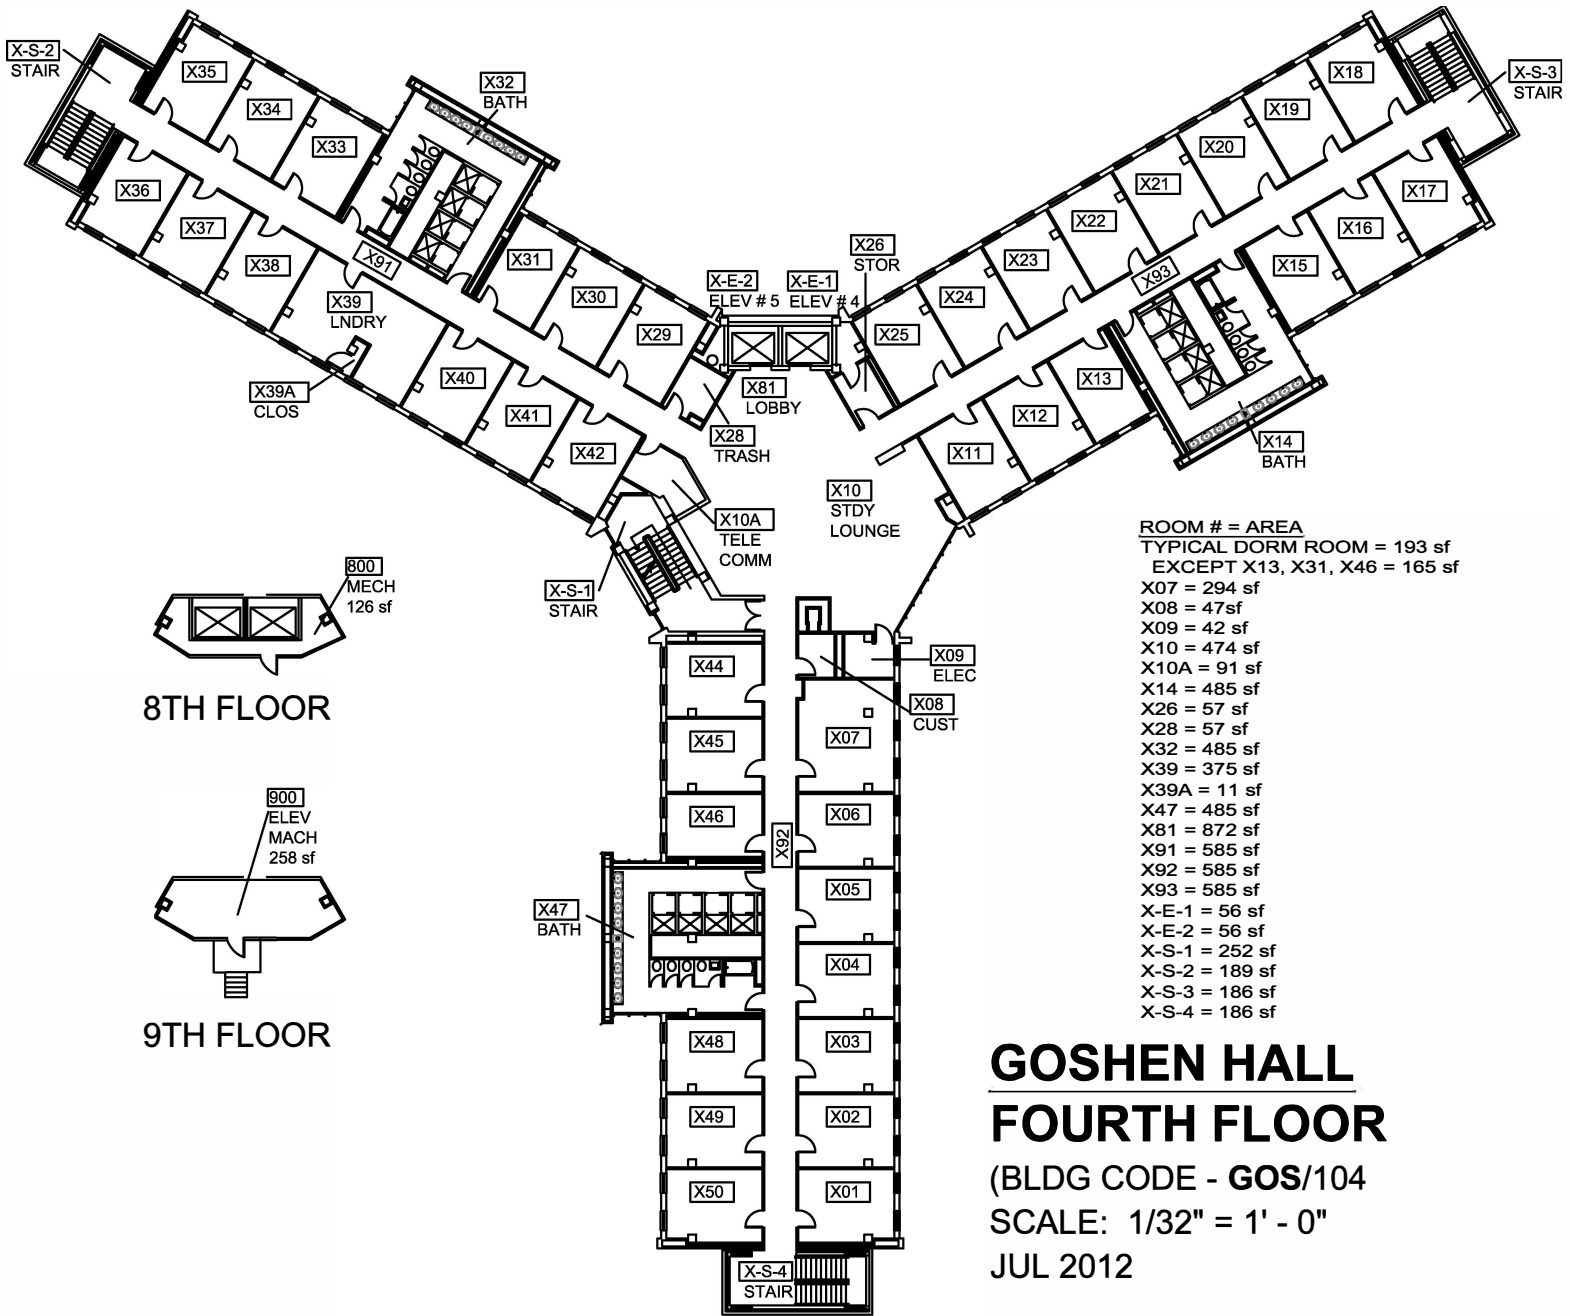 X-S-2
STAIR
X35
X34
X33
X32
BATH
X36
X37
X38
X91
X39
LNDRY
X39A
CLOS
X31
X30
X29
X40
X41
X42
X28
TRASH
X10A
TELE
COMM
X-S-1
STAIR
X-E-2
ELEV # 5
X-E-1
ELEV # 4
X81
LOBBY
X26
STOR
X25
X24
X23
X22
X21
X20
X19
X18
X-S-3
STAIR
X17
X16
X15
X93
X13
X12
X11
X14
BATH
X10
STDY
LOUNGE
X44
X45
X46
X47
BATH
X48
X49
X50
X92
X09
ELEC
X08
CUST
X07
X06
X05
X04
X03
X02
X01
X-S-4
STAIR
800
MECH
126 sf
8TH FLOOR
900
ELEV
MACH
258 sf
9TH FLOOR
ROOM # = AREA
TYPICAL DORM ROOM = 193 sf
EXCEPT X13, X31, X46 = 165 sf
X07 = 294 sf
X08 = 47sf
X09 = 42 sf
X10 = 474 sf
X10A = 91 sf
X14 = 485 sf
X26 = 57 sf
X28 = 57 sf
X32 = 485 sf
X39 = 375 sf
X39A = 11 sf
X47 = 485 sf
X81 = 872 sf
X91 = 585 sf
X92 = 585 sf
X93 = 585 sf
X-E-1 = 56 sf
X-E-2 = 56 sf
X-S-1 = 252 sf
X-S-2 = 189 sf
X-S-3 = 186 sf
X-S-4 = 186 sf
GOSHEN HALL
FOURTH FLOOR
(BLDG CODE - GOS/104
SCALE: 1/32" = 1' - 0"
JUL 2012